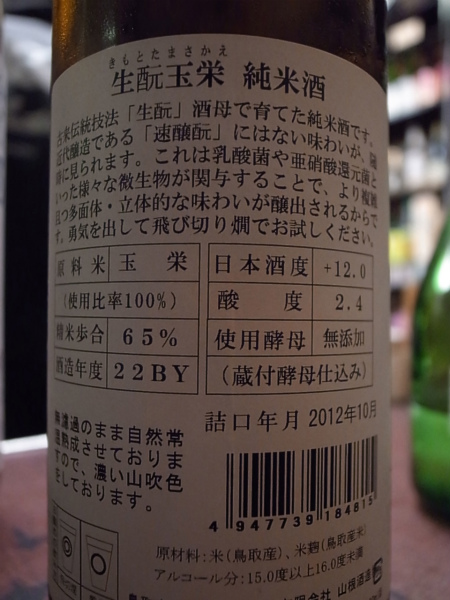 きもとたまさかえ
生酛玉栄 純米酒
古来伝統技法「生酛」酒母で育てた純米酒です。
近代醸造である「速醸酛」にはない味わいが、随
所に見られます。これは乳酸菌や亜硝酸還元菌と
いった様々な微生物が関与することで、より複雑
且つ多面体・立体的な味わいが醸出されるからで
す。勇気を出して飛び切り燗でお試しください。
原料米 玉栄
(使用比率100%)
精米歩合 65%
酒造年度 22BY
日本酒度 +12.0
酸度 2.4
使用酵母 無添加
(蔵付酵母仕込み)
詰口年月 2012年10月
無濾過のまま自然常
温熟成させておりま
すので、濃い山吹色
をしております。
4 947739 184815
原材料:米(鳥取産)、米麹(鳥取産米)
アルコール分:15.0度以上16.0度未満
山根酒造